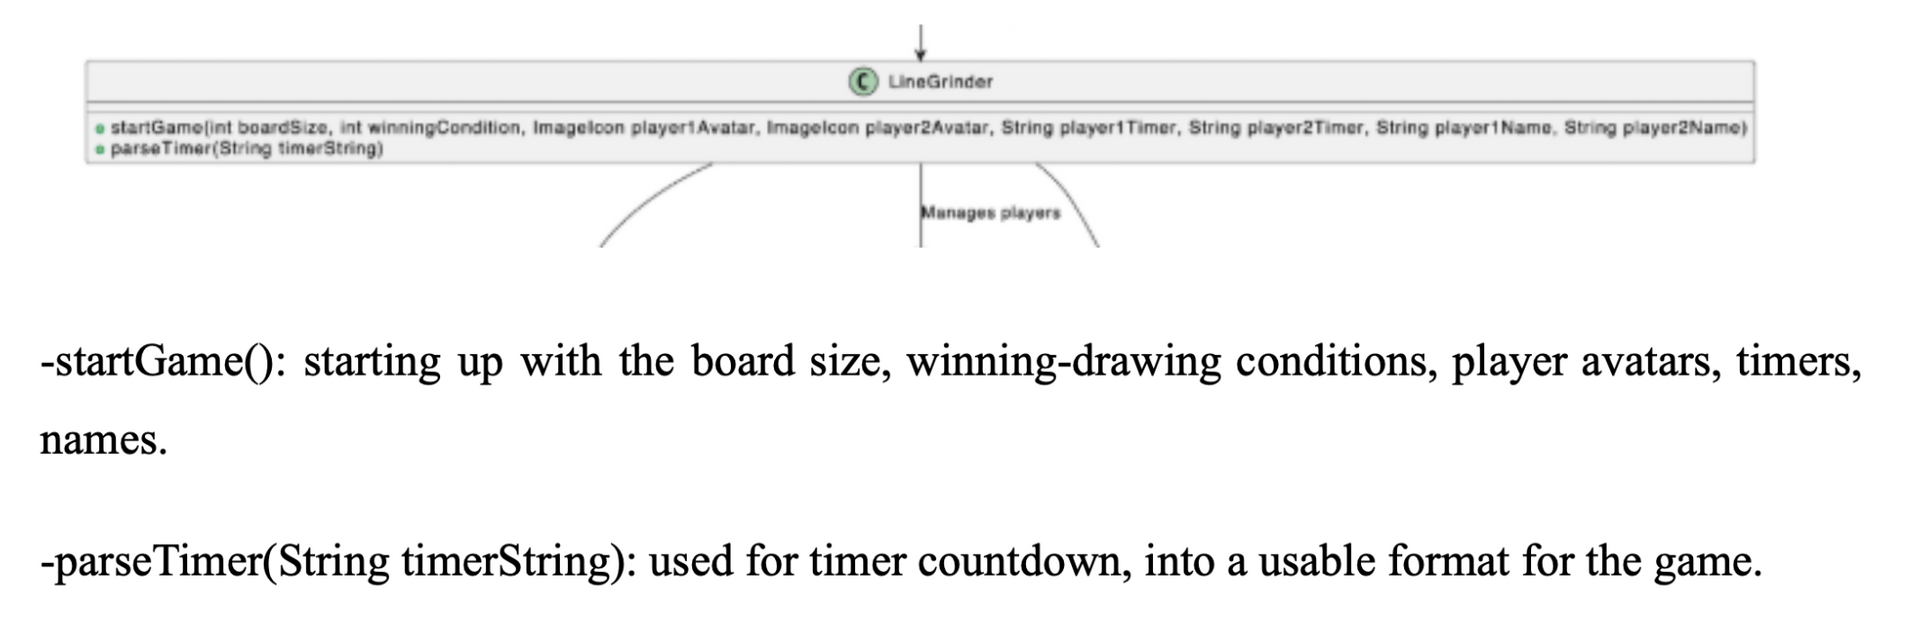 C LineGrinder
startGame(int boardSize, int winningCondition, ImageIcon player1Avatar, ImageIcon player2Avatar, String player1Timer, String player2Timer, String player1Name, String player2Name)
parseTimer(String timerString)
Manages players
-startGame(): starting up with the board size, winning-drawing conditions, player avatars, timers,
names.
-parseTimer(String timerString): used for timer countdown, into a usable format for the game.